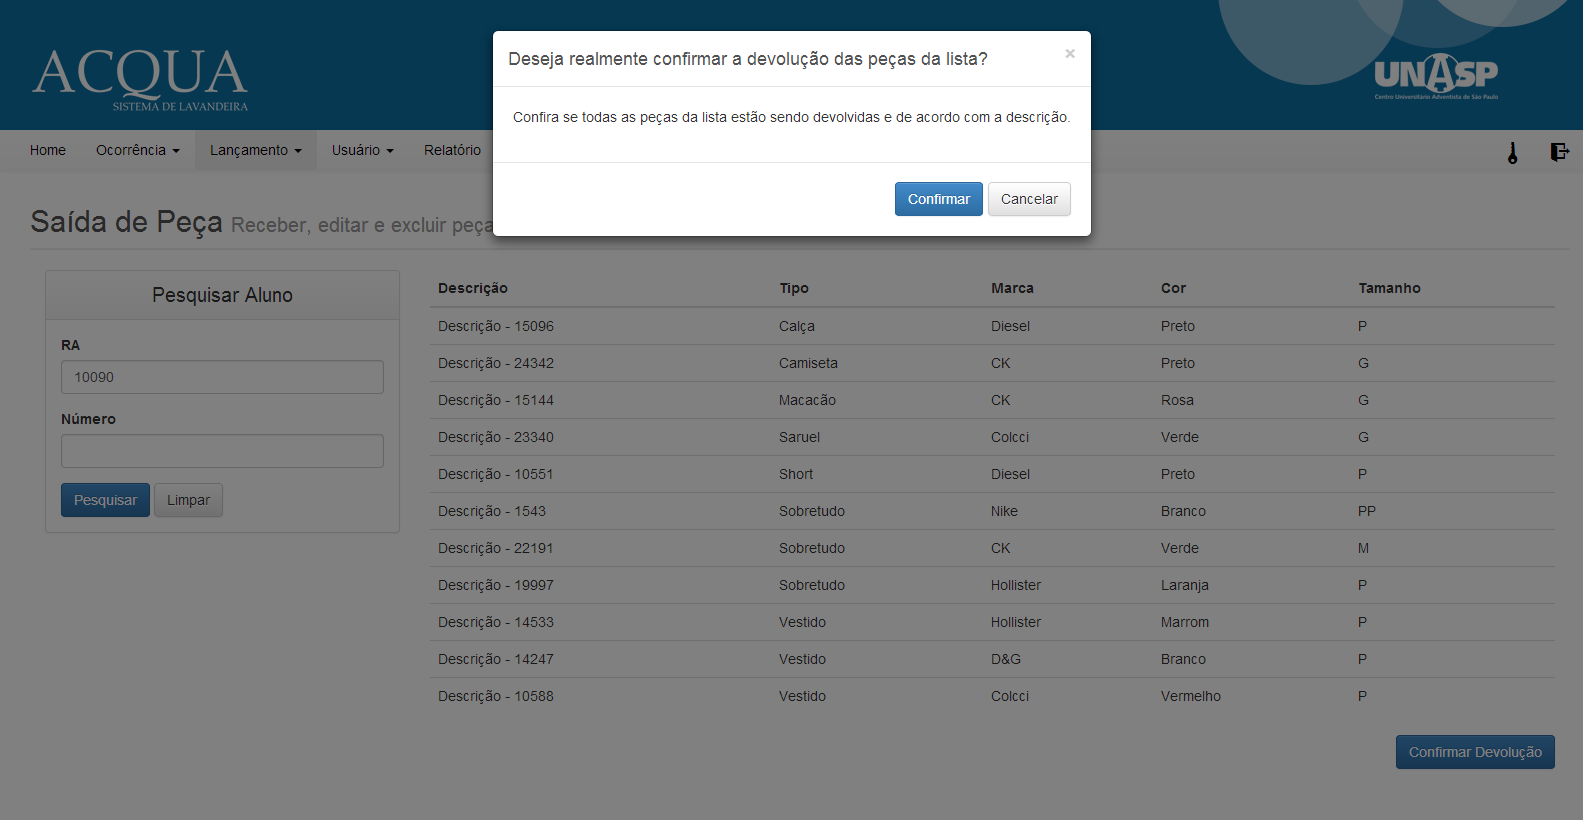 ACQUA
SISTEMA DE LAVANDEIRA
UNASP
Centro Universitário Adventista de São Paulo
Deseja realmente confirmar a devolução das peças da lista? ×
Confira se todas as peças da lista estão sendo devolvidas e de acordo com a descrição.
Confirmar Cancelar
Home Ocorrência Lançamento Usuário Relatório
Saída de Peça Receber, editar e excluir peça
Pesquisar Aluno
RA
10090
Número
Pesquisar Limpar
Descrição Tipo Marca Cor Tamanho
Descrição - 15096 Calça Diesel Preto P
Descrição - 24342 Camiseta CK Preto G
Descrição - 15144 Macacão CK Rosa G
Descrição - 23340 Saruel Colcci Verde G
Descrição - 10551 Short Diesel Preto P
Descrição - 1543 Sobretudo Nike Branco PP
Descrição - 22191 Sobretudo CK Verde M
Descrição - 19997 Sobretudo Hollister Laranja P
Descrição - 14533 Vestido Hollister Marrom P
Descrição - 14247 Vestido D&G Branco P
Descrição - 10588 Vestido Colcci Vermelho P
Confirmar Devolução